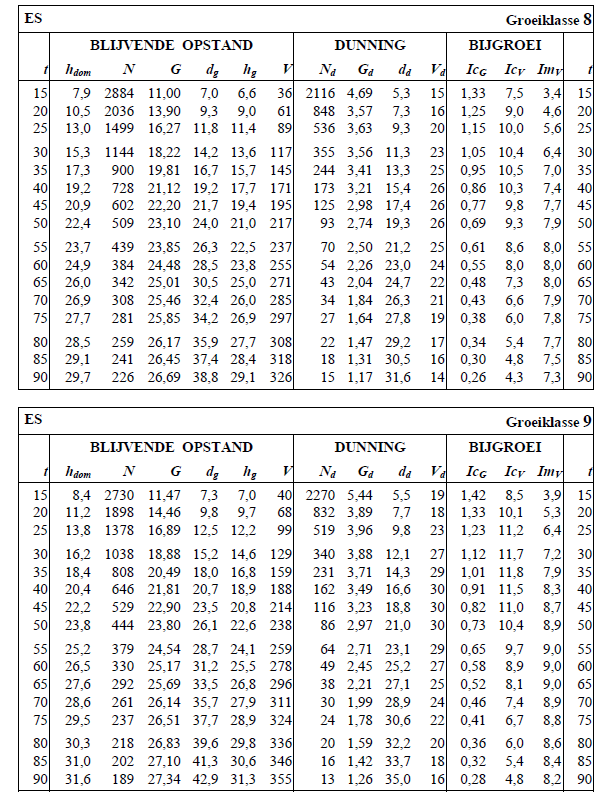 ES Groeiklasse 8
BLIJVENDE OPSTAND DUNNING BIJGROEI
t hdom N G dg hg V Nd Gd dd Vd IcG IcV ImV t
15 7,9 2884 11,00 7,0 6,6 36 2116 4,69 5,3 15 1,33 7,5 3,4 15
20 10,5 2036 13,90 9,3 9,0 61 848 3,57 7,3 16 1,25 9,0 4,6 20
25 13,0 1499 16,27 11,8 11,4 89 536 3,63 9,3 20 1,15 10,0 5,6 25
30 15,3 1144 18,22 14,2 13,6 117 355 3,56 11,3 23 1,05 10,4 6,4 30
35 17,3 900 19,81 16,7 15,7 145 244 3,41 13,3 25 0,95 10,5 7,0 35
40 19,2 728 21,12 19,2 17,7 171 173 3,21 15,4 26 0,86 10,3 7,4 40
45 20,9 602 22,20 21,7 19,4 195 125 2,98 17,4 26 0,77 9,8 7,7 45
50 22,4 509 23,10 24,0 21,0 217 93 2,74 19,3 26 0,69 9,3 7,9 50
55 23,7 439 23,85 26,3 22,5 237 70 2,50 21,2 25 0,61 8,6 8,0 55
60 24,9 384 24,48 28,5 23,8 255 54 2,26 23,0 24 0,55 8,0 8,0 60
65 26,0 342 25,01 30,5 25,0 271 43 2,04 24,7 22 0,48 7,3 8,0 65
70 26,9 308 25,46 32,4 26,0 285 34 1,84 26,3 21 0,43 6,6 7,9 70
75 27,7 281 25,85 34,2 26,9 297 27 1,64 27,8 19 0,38 6,0 7,8 75
80 28,5 259 26,17 35,9 27,7 308 22 1,47 29,2 17 0,34 5,4 7,7 80
85 29,1 241 26,45 37,4 28,4 318 18 1,31 30,5 16 0,30 4,8 7,5 85
90 29,7 226 26,69 38,8 29,1 326 15 1,17 31,6 14 0,26 4,3 7,3 90
ES Groeiklasse 9
BLIJVENDE OPSTAND DUNNING BIJGROEI
t hdom N G dg hg V Nd Gd dd Vd IcG IcV ImV t
15 8,4 2730 11,47 7,3 7,0 40 2270 5,44 5,5 19 1,42 8,5 3,9 15
20 11,2 1898 14,46 9,8 9,7 68 832 3,89 7,7 18 1,33 10,1 5,3 20
25 13,8 1378 16,89 12,5 12,2 99 519 3,96 9,8 23 1,23 11,2 6,4 25
30 16,2 1038 18,88 15,2 14,6 129 340 3,88 12,1 27 1,12 11,7 7,2 30
35 18,4 808 20,49 18,0 16,8 159 231 3,71 14,3 29 1,01 11,8 7,9 35
40 20,4 646 21,81 20,7 18,9 188 162 3,49 16,6 30 0,91 11,5 8,3 40
45 22,2 529 22,90 23,5 20,8 214 116 3,23 18,8 30 0,82 11,0 8,7 45
50 23,8 444 23,80 26,1 22,6 238 86 2,97 21,0 30 0,73 10,4 8,9 50
55 25,2 379 24,54 28,7 24,1 259 64 2,71 23,1 29 0,65 9,7 9,0 55
60 26,5 330 25,17 31,2 25,5 278 49 2,45 25,2 27 0,58 8,9 9,0 60
65 27,6 292 25,69 33,5 26,8 296 38 2,21 27,1 25 0,52 8,1 9,0 65
70 28,6 261 26,14 35,7 27,9 311 30 1,99 28,9 24 0,46 7,4 8,9 70
75 29,5 237 26,51 37,7 28,9 324 24 1,78 30,6 22 0,41 6,7 8,8 75
80 30,3 218 26,83 39,6 29,8 336 20 1,59 32,2 20 0,36 6,0 8,6 80
85 31,0 202 27,10 41,3 30,6 346 16 1,42 33,7 18 0,32 5,4 8,4 85
90 31,6 189 27,34 42,9 31,3 355 13 1,26 35,0 16 0,28 4,8 8,2 90